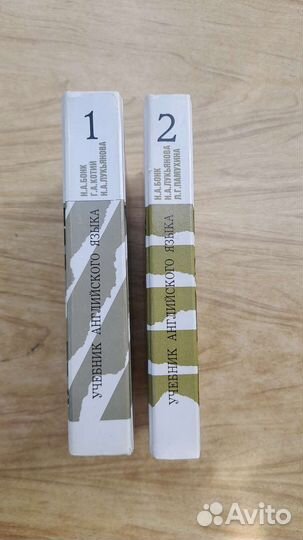 1
Н.А.БОНК
Г.А.КОТИЙ
Н.А.ЛУКЬЯНОВА
УЧЕБНИК АНГЛИЙСКОГО ЯЗЫКА
2
Н.А.БОНК
Н.А.ЛУКЬЯНОВА
Л.Г.ПАМУХИНА
УЧЕБНИК АНГЛИЙСКОГО ЯЗЫКА
Avito